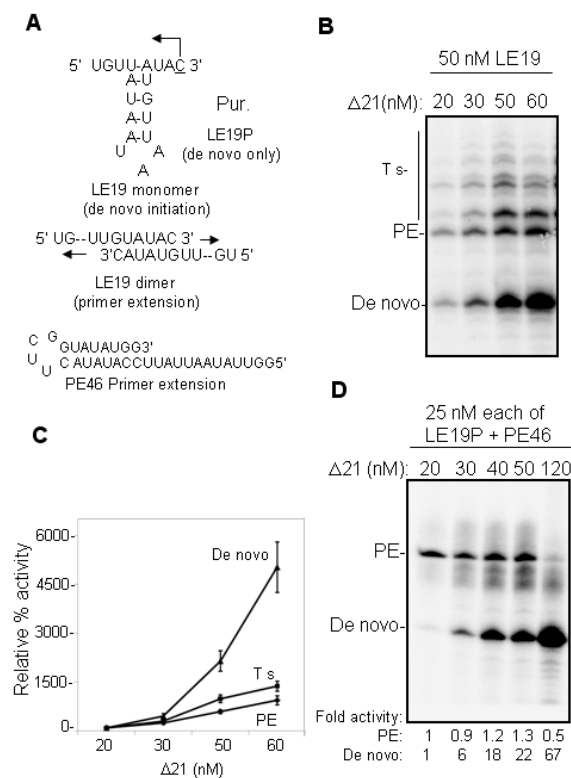 A
5' UGUU-AUAC 3'
A-U
U G
A-U
U-A
A-U
U A
A
Pur.
LE19P
(de novo only)
LE19 monomer
(de novo initiation)
5' UG--UUGUAUAC 3'
3'CAUAUGUU--GU 5'
LE19 dimer
(primer extension)
C G GUAUAUGG3'
U U C AUAUACCUUAUUAAUAUUGG5'
PE46 Primer extension
B
50 nM LE19
Δ21(nM): 20 30 50 60
Ts-
PE-
De novo-
C
Relative % activity
6000-
4500-
3000-
1500-
0-
De novo
Ts
PE
20 30 50 60
Δ21 (nM)
D
25 nM each of
LE19P + PE46
Δ21 (nM): 20 30 40 50 120
PE-
De novo-
Fold activity:
PE: 1 0.9 1.2 1.3 0.5
De novo: 1 6 18 22 67